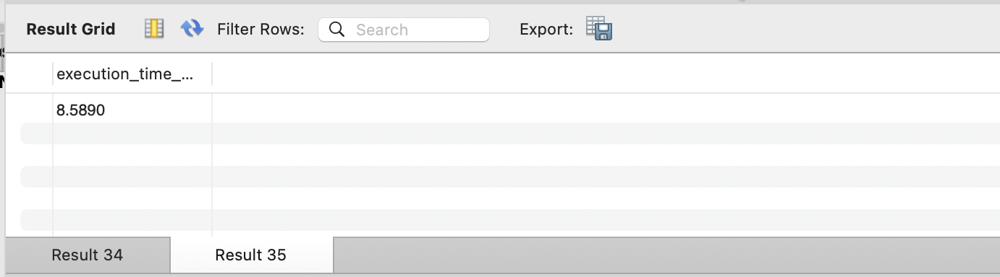 Result Grid Filter Rows: Search Export:
execution_time_...
8.5890
Result 34 Result 35